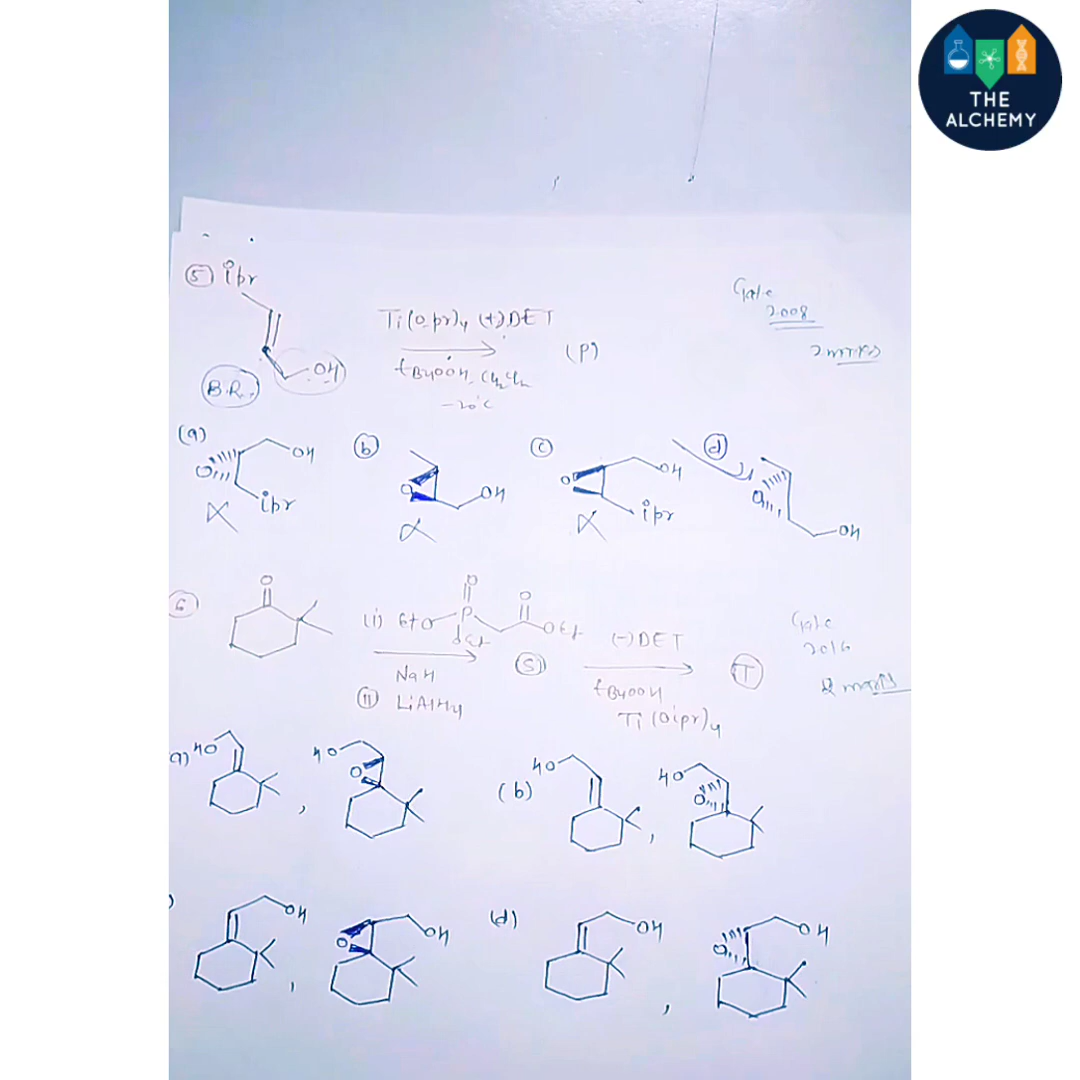 THE
ALCHEMY
⑤ ipr
OH
B.R.
Ti(o.pr)4 (+)DET
tBuOOH, CH2Cl2
-20°C
(P)
Gate
2008
2 marks
(a) O OH ipr
ⓑ O OH
ⓒ O OH ipr
ⓓ O OH
6 O
(i) EtO P O O OEt
OEt
NaH
(ii) LiAlH4
(S)
(-)DET
tBuOOH
Ti(Oipr)4
T
Gate
2016
2 marks
a) HO , HO O
(b) HO , HO O
) OH , O OH
(d) OH , O OH